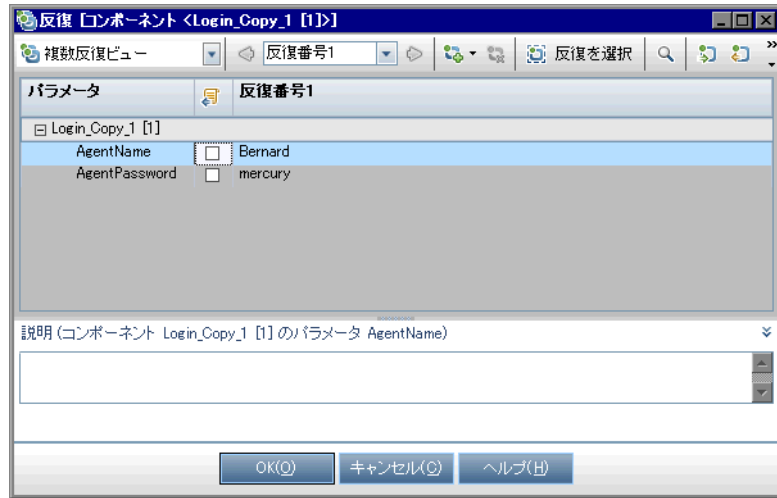 反復 [コンポーネント <Login_Copy_1 [1]>]
複数反復ビュー 反復番号1 反復を選択
パラメータ 反復番号1
Login_Copy_1 [1]
AgentName Bernard
AgentPassword mercury
説明(コンポーネント Login_Copy_1 [1] のパラメータ AgentName)
OK(O) キャンセル(C) ヘルプ(H)